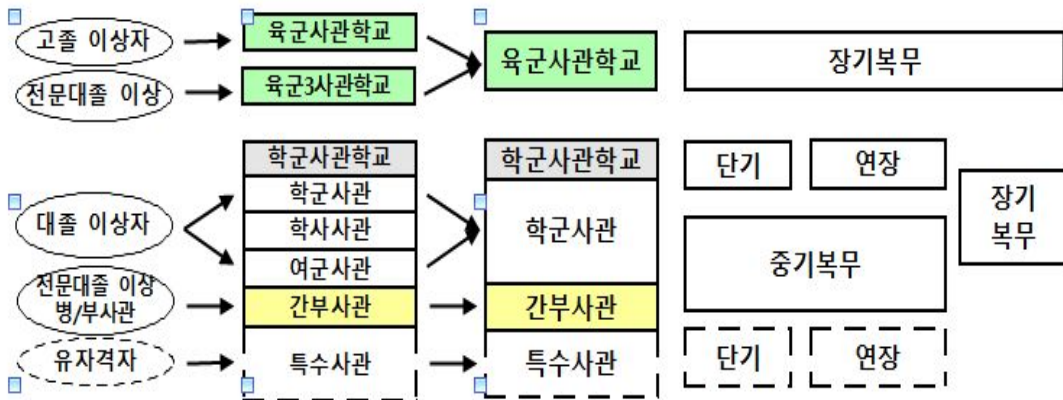 고졸 이상자
육군사관학교
육군사관학교
장기복무
전문대졸 이상
육군3사관학교
학군사관학교
학군사관학교
단기
연장
대졸 이상자
학군사관
학사사관
여군사관
학군사관
중기복무
장기
복무
전문대졸 이상
병/부사관
간부사관
간부사관
유자격자
특수사관
특수사관
단기
연장